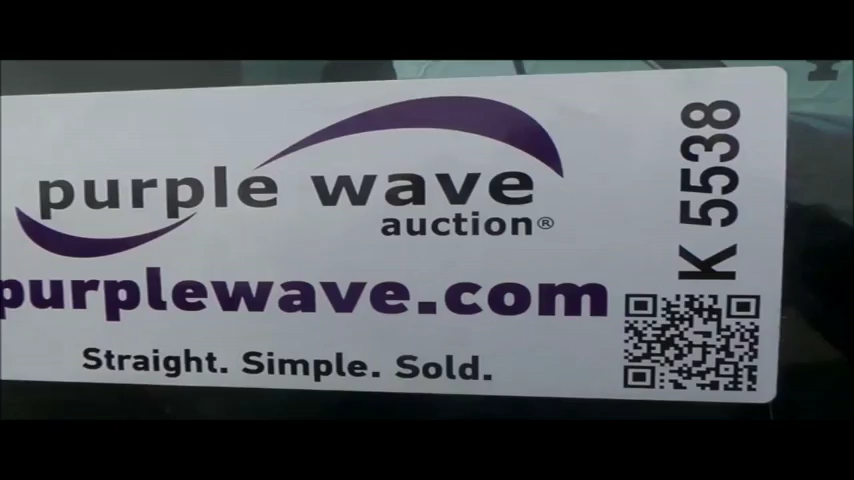 purple wave
auction®
purplewave.com
Straight. Simple. Sold.
K 5538